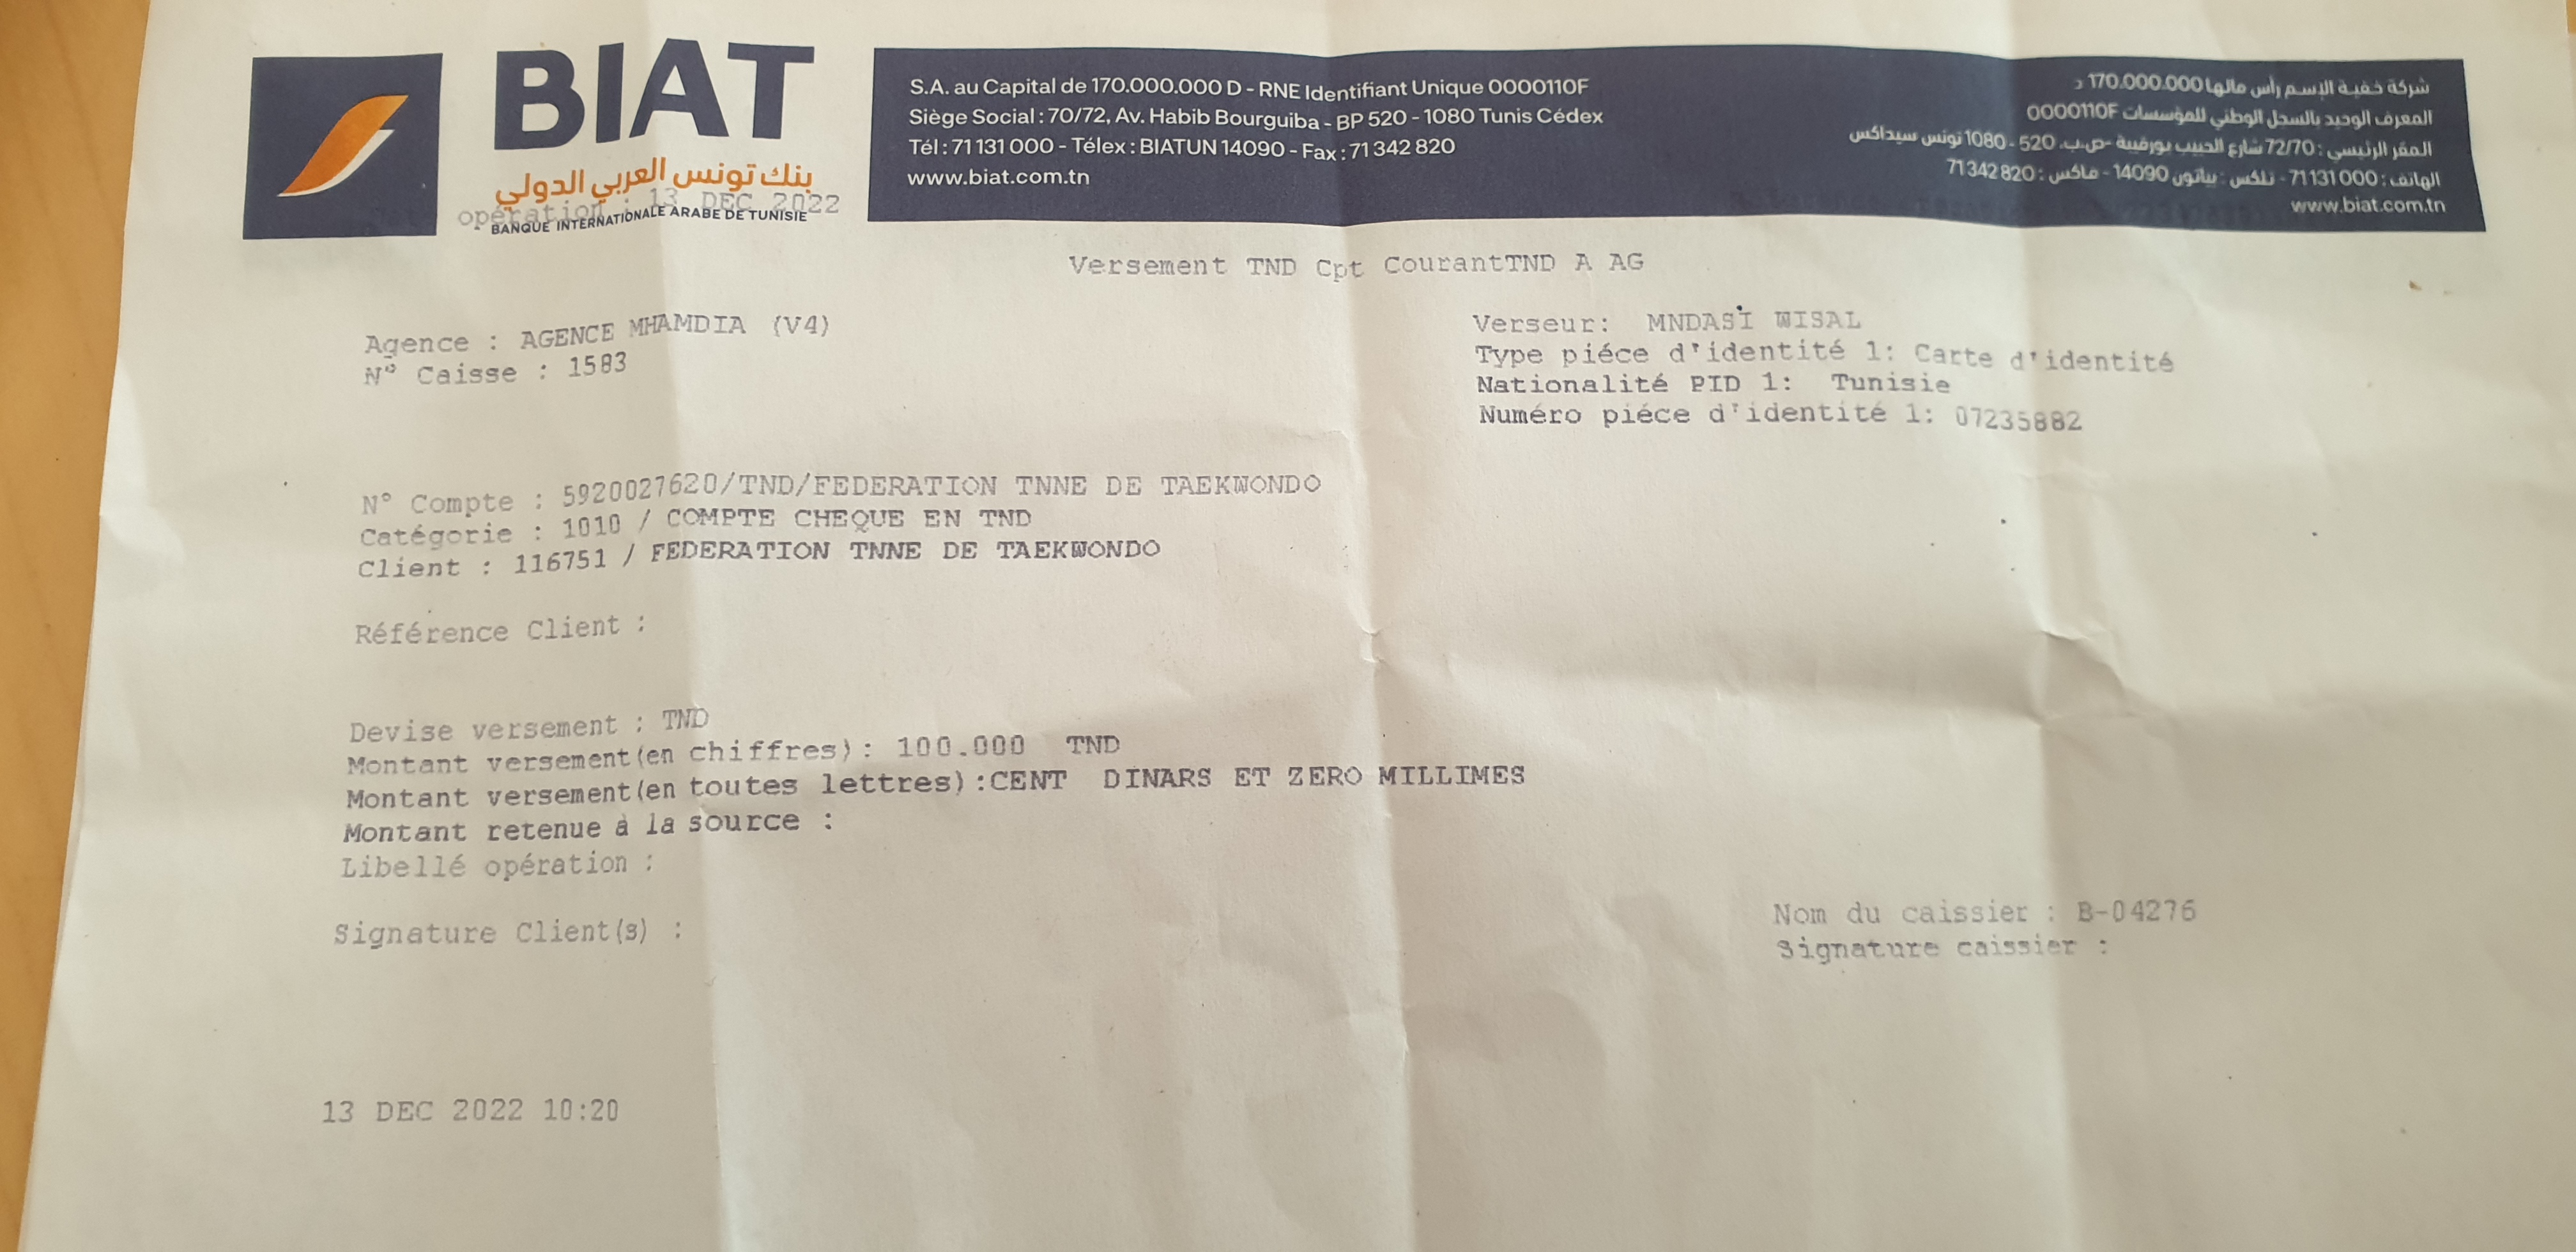 BIAT
بنك تونس العربي الدولي
BANQUE INTERNATIONALE ARABE DE TUNISIE
opération : 13 DEC 2022
S.A. au Capital de 170.000.000 D - RNE Identifiant Unique 0000110F
Siège Social : 70/72, Av. Habib Bourguiba - BP 520 - 1080 Tunis Cédex
Tél : 71 131 000 - Télex : BIATUN 14090 - Fax : 71 342 820
www.biat.com.tn
شركة خفية الإسم رأس مالها 170.000.000 د
المعرف الوحيد بالسجل الوطني للمؤسسات 0000110F
المقر الرئيسي : 72/70 شارع الحبيب بورقيبة -ص.ب. 520 - 1080 تونس سيداكس
الهاتف : 71131000 - تلكس : بياتون 14090 - فاكس : 71342820
www.biat.com.tn
Versement TND Cpt CourantTND A AG
Agence : AGENCE MHAMDIA (V4)
N° Caisse : 1583
Verseur: MNDASI WISAL
Type piéce d'identité 1: Carte d'identité
Nationalité PID 1: Tunisie
Numéro piéce d'identité 1: 07235882
N° Compte : 5920027620/TND/FEDERATION TNNE DE TAEKWONDO
Catégorie : 1010 / COMPTE CHEQUE EN TND
Client : 116751 / FEDERATION TNNE DE TAEKWONDO
Référence Client :
Devise versement : TND
Montant versement(en chiffres): 100.000 TND
Montant versement(en toutes lettres):CENT DINARS ET ZERO MILLIMES
Montant retenue à la source :
Libellé opération :
Signature Client(s) :
Nom du caissier : B-04276
Signature caissier :
13 DEC 2022 10:20